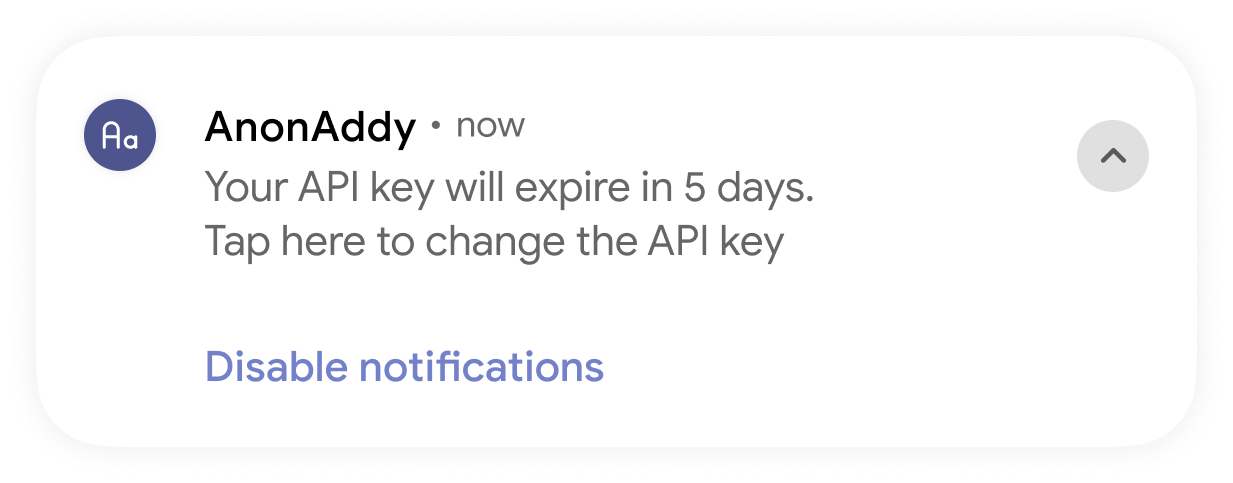 Aa
AnonAddy • now
Your API key will expire in 5 days.
Tap here to change the API key
Disable notifications